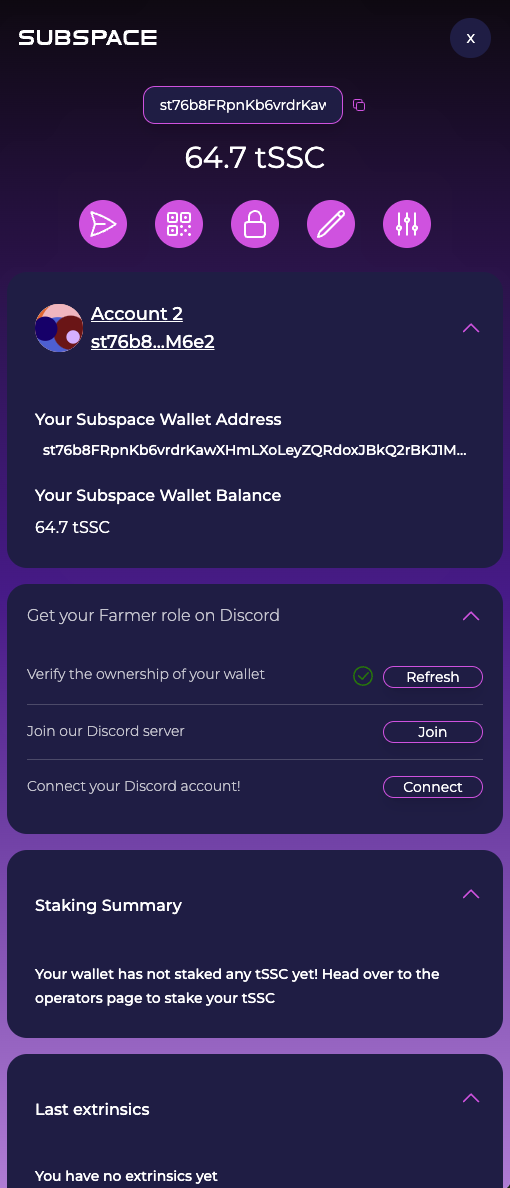 SUBSPACE
X
st76b8FRpnKb6vrdrKaw
64.7 tSSC
Account 2
st76b8...M6e2
Your Subspace Wallet Address
st76b8FRpnKb6vrdrKawXHmLXoLeyZQRdoxJBkQ2rBKJ1M...
Your Subspace Wallet Balance
64.7 tSSC
Get your Farmer role on Discord
Verify the ownership of your wallet
Refresh
Join our Discord server
Join
Connect your Discord account!
Connect
Staking Summary
Your wallet has not staked any tSSC yet! Head over to the
operators page to stake your tSSC
Last extrinsics
You have no extrinsics yet